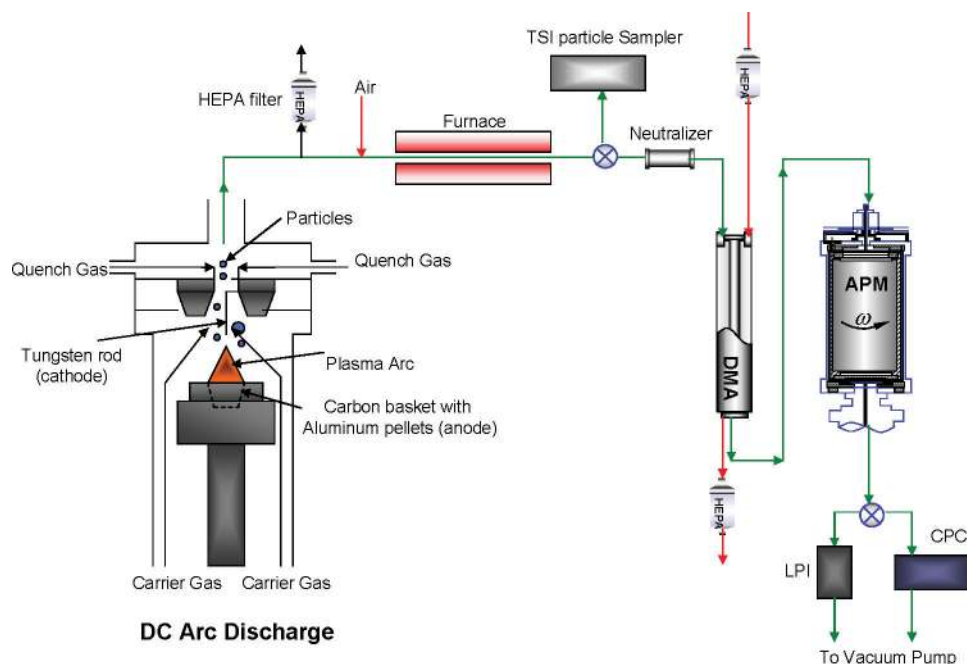 TSI particle Sampler
HEPA filter
HEPA
Air
Furnace
Neutralizer
HEPA
Particles
Quench Gas
Quench Gas
Tungsten rod
(cathode)
Plasma Arc
Carbon basket with
Aluminum pellets (anode)
DMA
APM
ω
HEPA
LPI
CPC
Carrier Gas
Carrier Gas
DC Arc Discharge
To Vacuum Pump